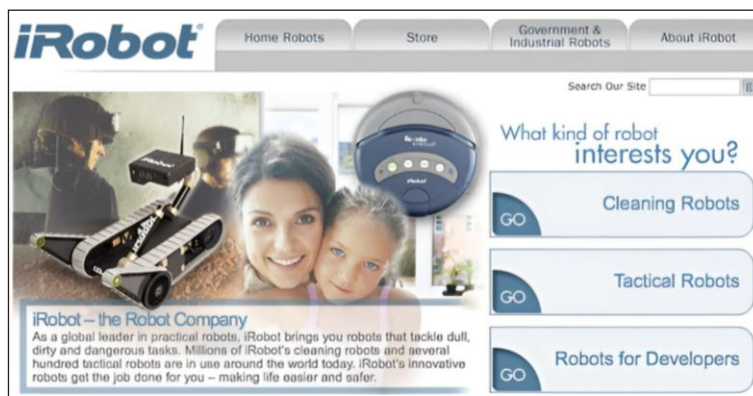 iRobot®
Home Robots
Store
Government &
Industrial Robots
About iRobot
Search Our Site
iRobot
iRobot
What kind of robot
interests you?
GO
Cleaning Robots
GO
Tactical Robots
GO
Robots for Developers
iRobot – the Robot Company
As a global leader in practical robots, iRobot brings you robots that tackle dull,
dirty and dangerous tasks. Millions of iRobot's cleaning robots and several
hundred tactical robots are in use around the world today. iRobot's innovative
robots get the job done for you – making life easier and safer.